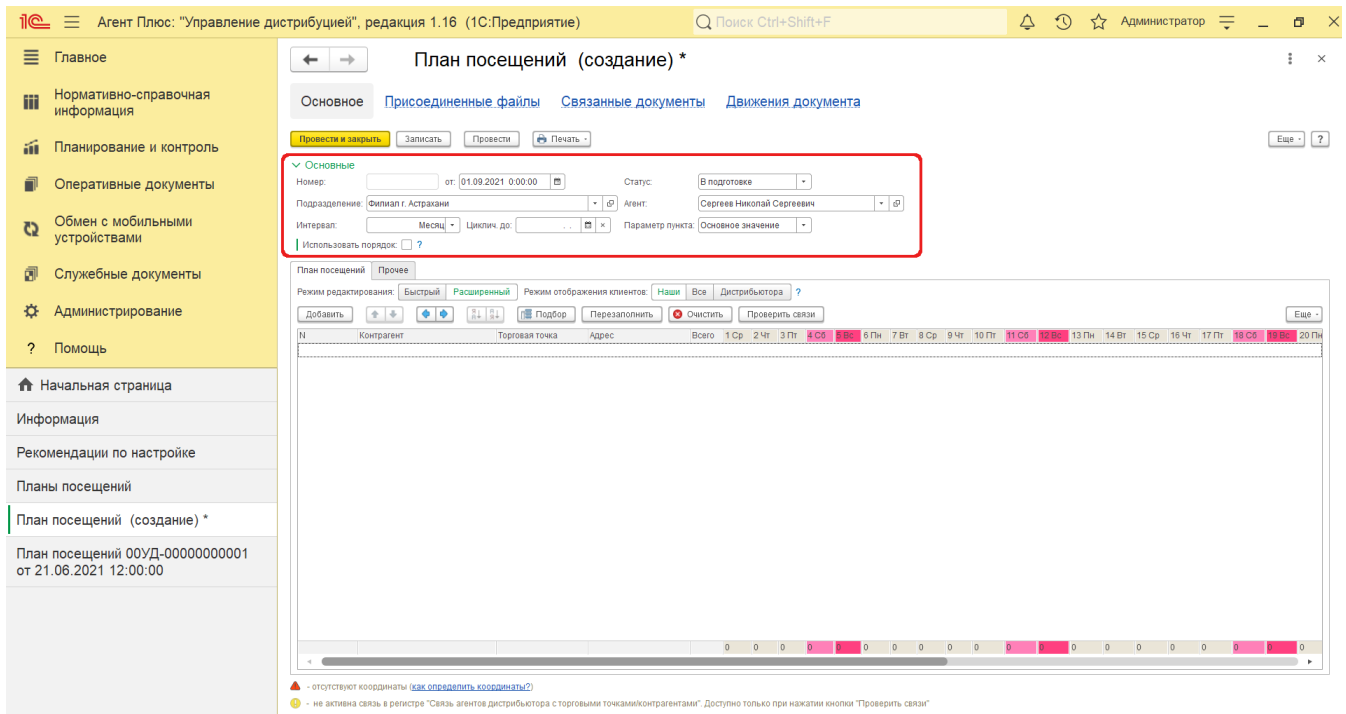 1С Агент Плюс: "Управление дистрибуцией", редакция 1.16 (1С:Предприятие) Поиск Ctrl+Shift+F Администратор
Главное
Нормативно-справочная
информация
Планирование и контроль
Оперативные документы
Обмен с мобильными
устройствами
Служебные документы
Администрирование
? Помощь
Начальная страница
Информация
Рекомендации по настройке
Планы посещений
План посещений (создание) *
План посещений 00УД-00000000001
от 21.06.2021 12:00:00
План посещений (создание) *
Основное Присоединенные файлы Связанные документы Движения документа
Провести и закрыть Записать Провести Печать Еще ?
Основные
Номер: от: 01.09.2021 0:00:00 Статус: В подготовке
Подразделение: Филиал г. Астрахани Агент: Сергеев Николай Сергеевич
Интервал: Месяц Циклич. до: . . Параметр пункта: Основное значение
Использовать порядок: ?
План посещений Прочее
Режим редактирования: Быстрый Расширенный Режим отображения клиентов: Наши Все Дистрибьютора ?
Добавить Подбор Перезаполнить Очистить Проверить связи Еще
N Контрагент Торговая точка Адрес Всего 1 Ср 2 Чт 3 Пт 4 Сб 5 Вс 6 Пн 7 Вт 8 Ср 9 Чт 10 Пт 11 Сб 12 Вс 13 Пн 14 Вт 15 Ср 16 Чт 17 Пт 18 Сб 19 Вс 20 Пн
0 0 0 0 0 0 0 0 0 0 0 0 0 0 0 0 0 0 0 0
- отсутствуют координаты (как определить координаты?)
- не активна связь в регистре "Связь агентов дистрибьютора с торговыми точками/контрагентами". Доступно только при нажатии кнопки "Проверить связи"